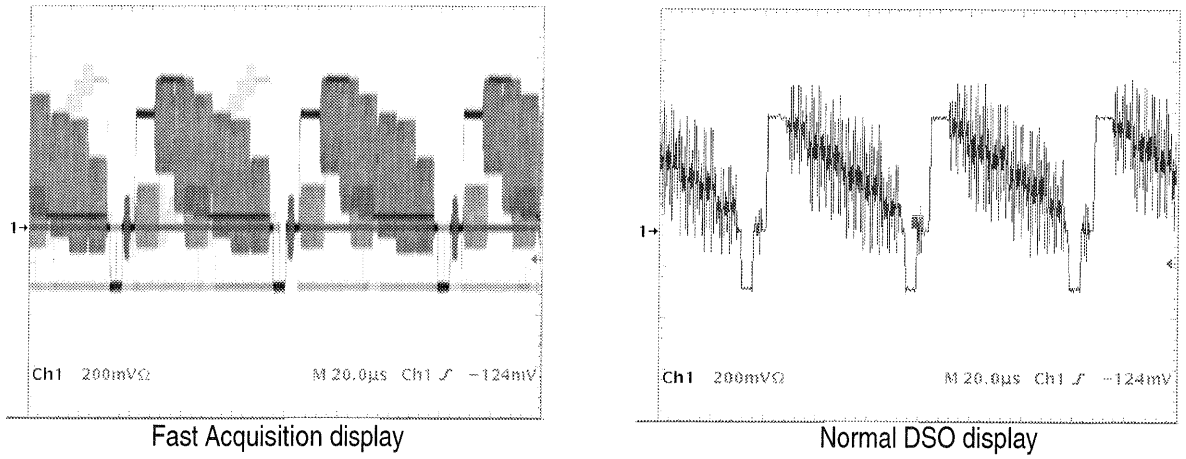 1→
Ch1 200mVΩ M 20.0µs Ch1 ƒ −124mV
Fast Acquisition display
1→
Ch1 200mVΩ M 20.0µs Ch1 ƒ −124mV
Normal DSO display